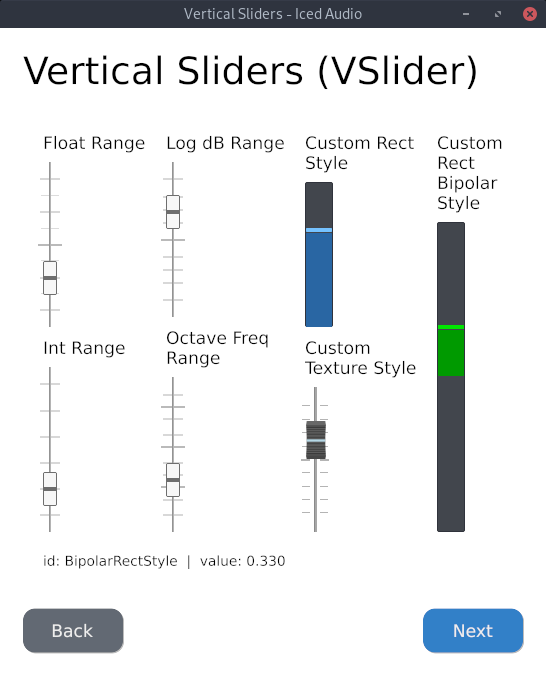 Vertical Sliders - Iced Audio
Vertical Sliders (VSlider)
Float Range
Log dB Range
Custom Rect
Style
Custom
Rect
Bipolar
Style
Int Range
Octave Freq
Range
Custom
Texture Style
id: BipolarRectStyle | value: 0.330
Back
Next